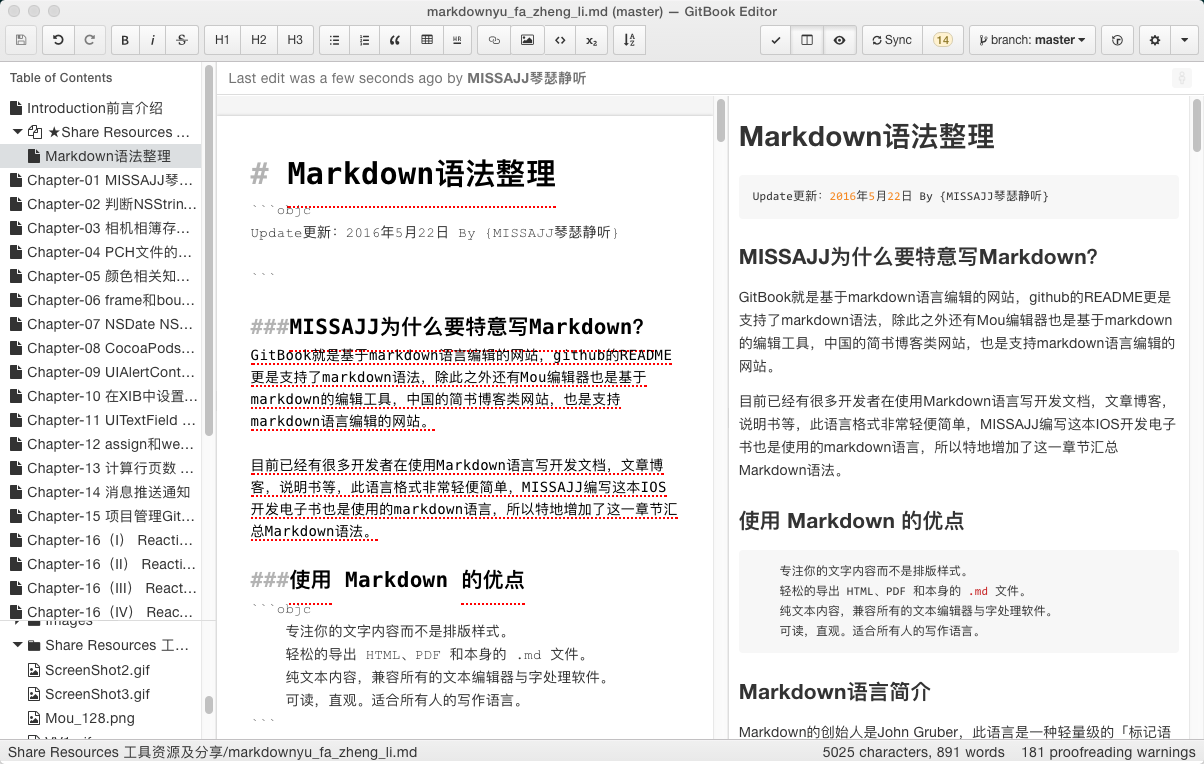 markdownyu_fa_zheng_li.md (master) — GitBook Editor
B i S H1 H2 H3 Sync 14 branch: master
Table of Contents
Introduction前言介绍
★Share Resources ...
Markdown语法整理
Chapter-01 MISSAJJ琴...
Chapter-02 判断NSStrin...
Chapter-03 相机相簿存...
Chapter-04 PCH文件的...
Chapter-05 颜色相关知...
Chapter-06 frame和bou...
Chapter-07 NSDate NS...
Chapter-08 CocoaPods...
Chapter-09 UIAlertCont...
Chapter-10 在XIB中设置...
Chapter-11 UITextField ...
Chapter-12 assign和we...
Chapter-13 计算行页数 ...
Chapter-14 消息推送通知
Chapter-15 项目管理Git...
Chapter-16（I） Reacti...
Chapter-16（II） Reacti...
Chapter-16（III） React...
Chapter-16（IV） Reac...
Images
Share Resources 工...
ScreenShot2.gif
ScreenShot3.gif
Mou_128.png
Last edit was a few seconds ago by MISSAJJ琴瑟静听
# Markdown语法整理
```objc
Update更新：2016年5月22日 By {MISSAJJ琴瑟静听}
```
###MISSAJJ为什么要特意写Markdown?
GitBook就是基于markdown语言编辑的网站，github的README
更是支持了markdown语法，除此之外还有Mou编辑器也是基于
markdown的编辑工具，中国的简书博客类网站，也是支持
markdown语言编辑的网站。
目前已经有很多开发者在使用Markdown语言写开发文档，文章博
客，说明书等，此语言格式非常轻便简单，MISSAJJ编写这本IOS
开发电子书也是使用的markdown语言，所以特地增加了这一章节汇
总Markdown语法。
###使用 Markdown 的优点
```objc
专注你的文字内容而不是排版样式。
轻松的导出 HTML、PDF 和本身的 .md 文件。
纯文本内容，兼容所有的文本编辑器与字处理软件。
可读，直观。适合所有人的写作语言。
```
Markdown语法整理
Update更新：2016年5月22日 By {MISSAJJ琴瑟静听}
MISSAJJ为什么要特意写Markdown?
GitBook就是基于markdown语言编辑的网站，github的README更是
支持了markdown语法，除此之外还有Mou编辑器也是基于markdown
的编辑工具，中国的简书博客类网站，也是支持markdown语言编辑的
网站。
目前已经有很多开发者在使用Markdown语言写开发文档，文章博客，
说明书等，此语言格式非常轻便简单，MISSAJJ编写这本IOS开发电子
书也是使用的markdown语言，所以特地增加了这一章节汇总
Markdown语法。
使用 Markdown 的优点
专注你的文字内容而不是排版样式。
轻松的导出 HTML、PDF 和本身的 .md 文件。
纯文本内容，兼容所有的文本编辑器与字处理软件。
可读，直观。适合所有人的写作语言。
Markdown语言简介
Markdown的创始人是John Gruber，此语言是一种轻量级的「标记语
Share Resources 工具资源及分享/markdownyu_fa_zheng_li.md
5025 characters, 891 words 181 proofreading warnings